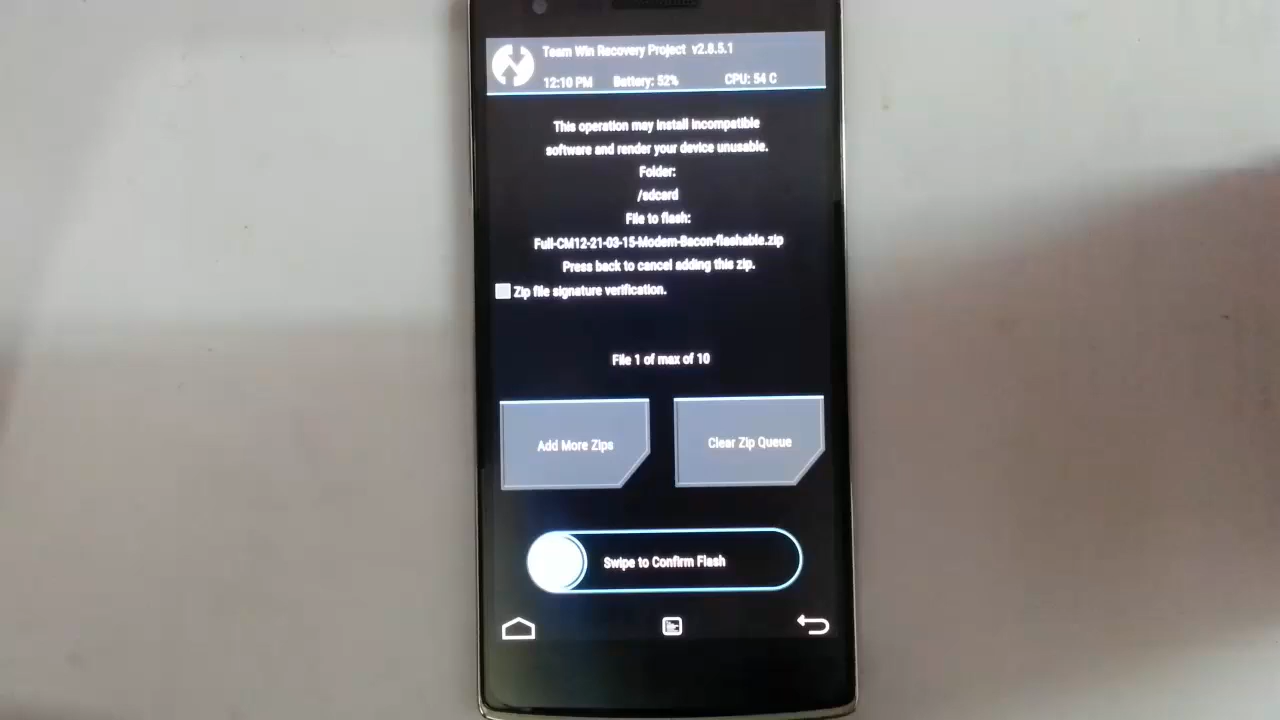 Team Win Recovery Project v2.8.5.1
12:10 PM Battery: 52% CPU: 54 C
This operation may install incompatible
software and render your device unusable.
Folder:
/sdcard
File to flash:
Full-CM12-21-03-15-Modem-Bacon-flashable.zip
Press back to cancel adding this zip.
Zip file signature verification.
File 1 of max of 10
Add More Zips Clear Zip Queue
Swipe to Confirm Flash